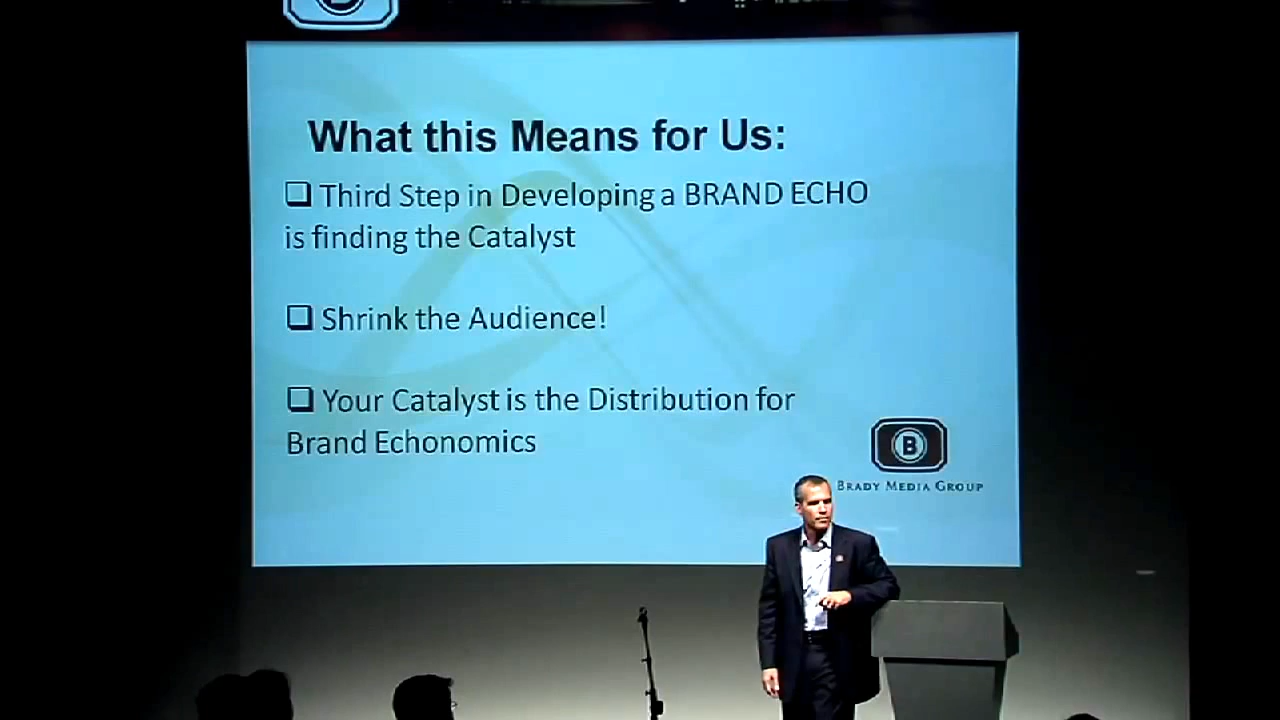 B
What this Means for Us:
❑ Third Step in Developing a BRAND ECHO
is finding the Catalyst
❑ Shrink the Audience!
❑ Your Catalyst is the Distribution for
Brand Echonomics
B
BRADY MEDIA GROUP